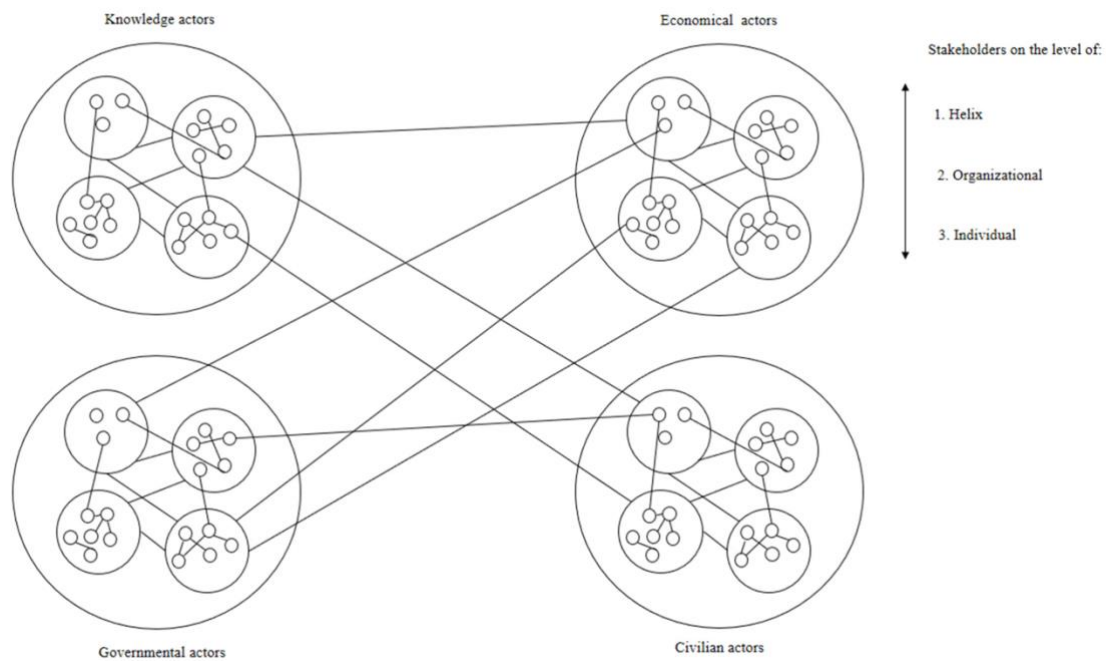 Knowledge actors
Economical actors
Stakeholders on the level of:
1. Helix
2. Organizational
3. Individual
Governmental actors
Civilian actors